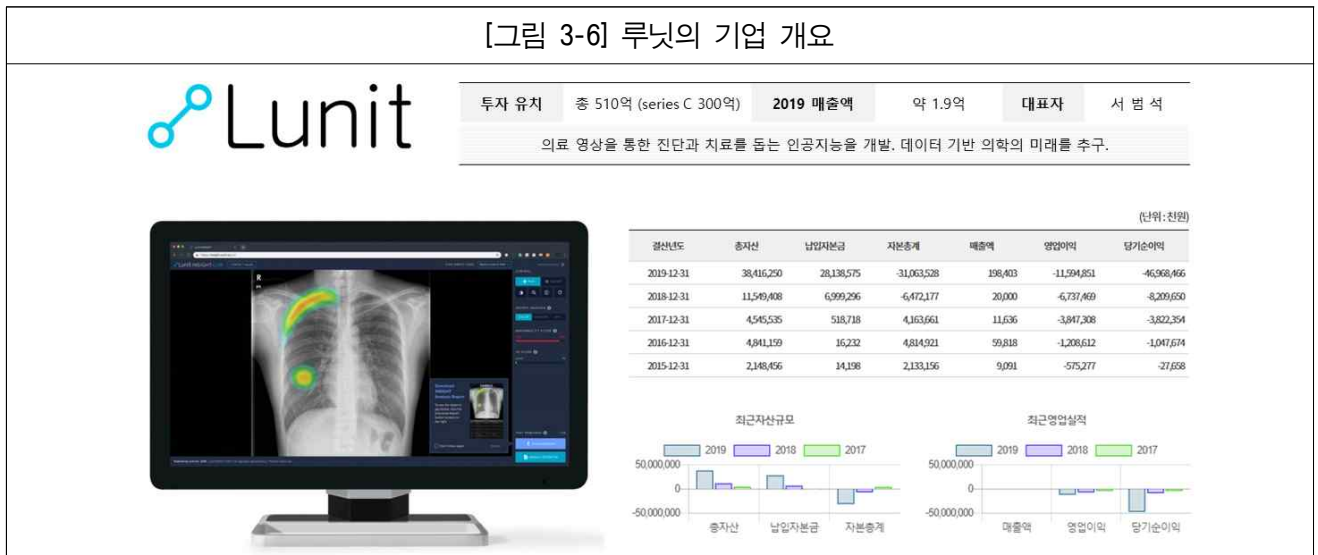 [그림 3-6] 루닛의 기업 개요
Lunit
투자 유치 총 510억 (series C 300억) 2019 매출액 약 1.9억 대표자 서 범 석
의료 영상을 통한 진단과 치료를 돕는 인공지능을 개발. 데이터 기반 의학의 미래를 추구.
(단위:천원)
결산년도 총자산 납입자본금 자본총계 매출액 영업이익 당기순이익
2019-12-31 38,416,250 28,138,575 -31,063,528 198,403 -11,594,851 -46,968,466
2018-12-31 11,549,408 6,999,296 -6,472,177 20,000 -6,737,469 -8,209,650
2017-12-31 4,545,535 518,718 4,163,661 11,636 -3,847,308 -3,822,354
2016-12-31 4,841,159 16,232 4,814,921 59,818 -1,208,612 -1,047,674
2015-12-31 2,148,456 14,198 2,133,156 9,091 -575,277 -27,658
R
최근자산규모
2019 2018 2017
50,000,000
0
-50,000,000
총자산 납입자본금 자본총계
최근영업실적
2019 2018 2017
50,000,000
0
-50,000,000
매출액 영업이익 당기순이익